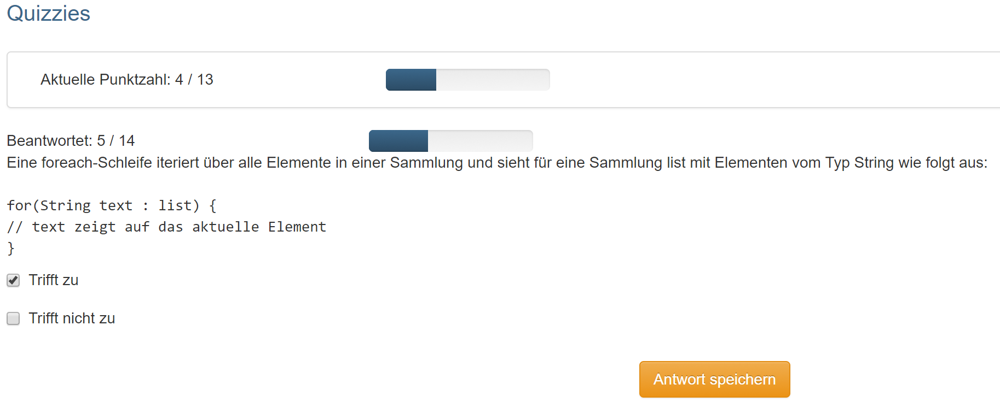 Quizzies
Aktuelle Punktzahl: 4 / 13
Beantwortet: 5 / 14
Eine foreach-Schleife iteriert über alle Elemente in einer Sammlung und sieht für eine Sammlung list mit Elementen vom Typ String wie folgt aus:
for(String text : list) {
// text zeigt auf das aktuelle Element
}
Trifft zu
Trifft nicht zu
Antwort speichern